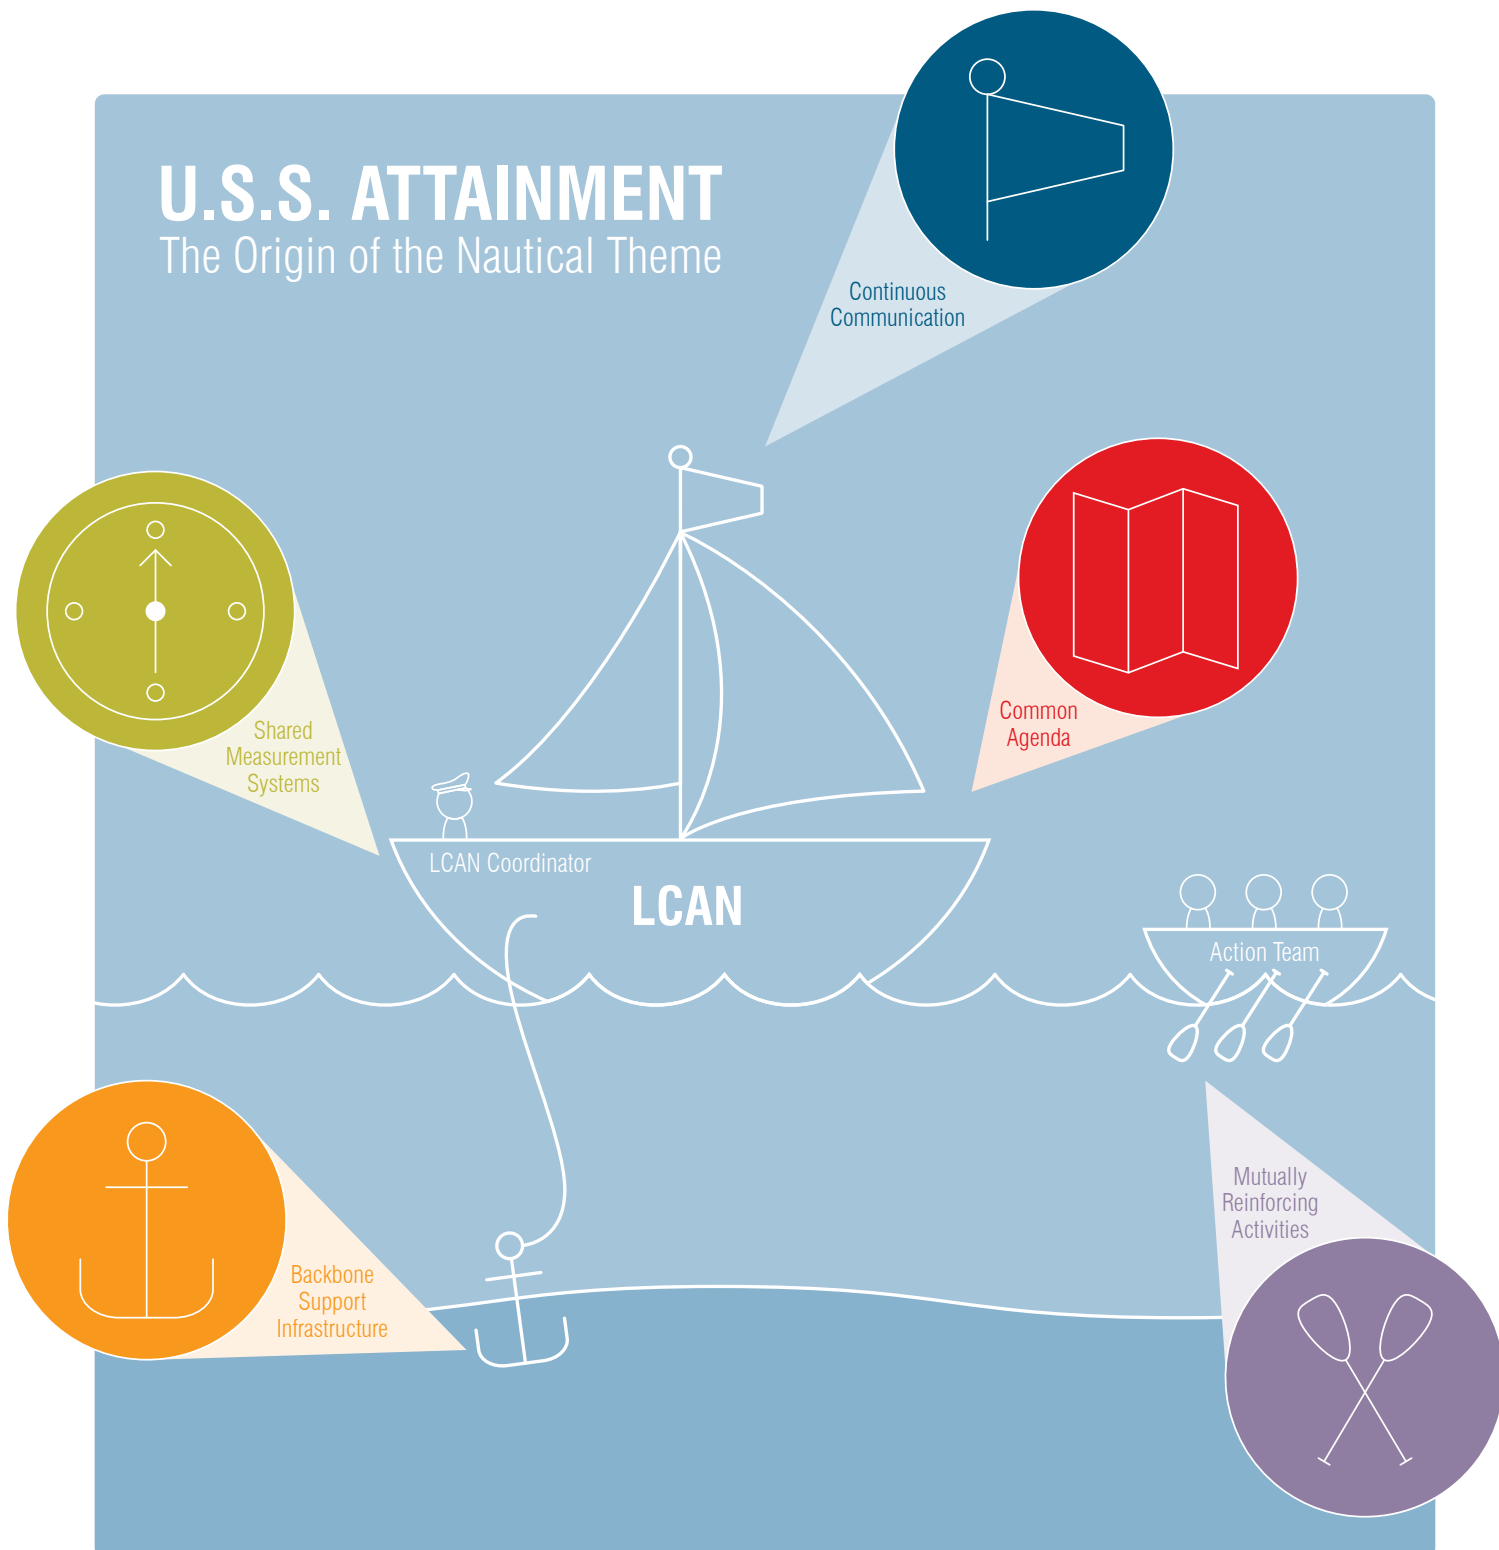 U.S.S. ATTAINMENT
The Origin of the Nautical Theme
Continuous
Communication
Common
Agenda
Shared
Measurement
Systems
LCAN Coordinator
LCAN
Action Team
Mutually
Reinforcing
Activities
Backbone
Support
Infrastructure